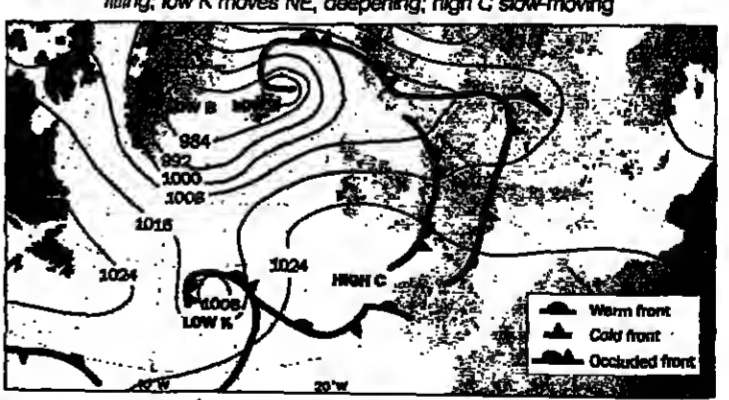 filling; low K moves NE, deepening; high C slow-moving
LOW B
984
992
1000
1008
1016
1024
1024
HIGH C
1008
LOW K
20°W
Warm front
Cold front
Occluded front
L